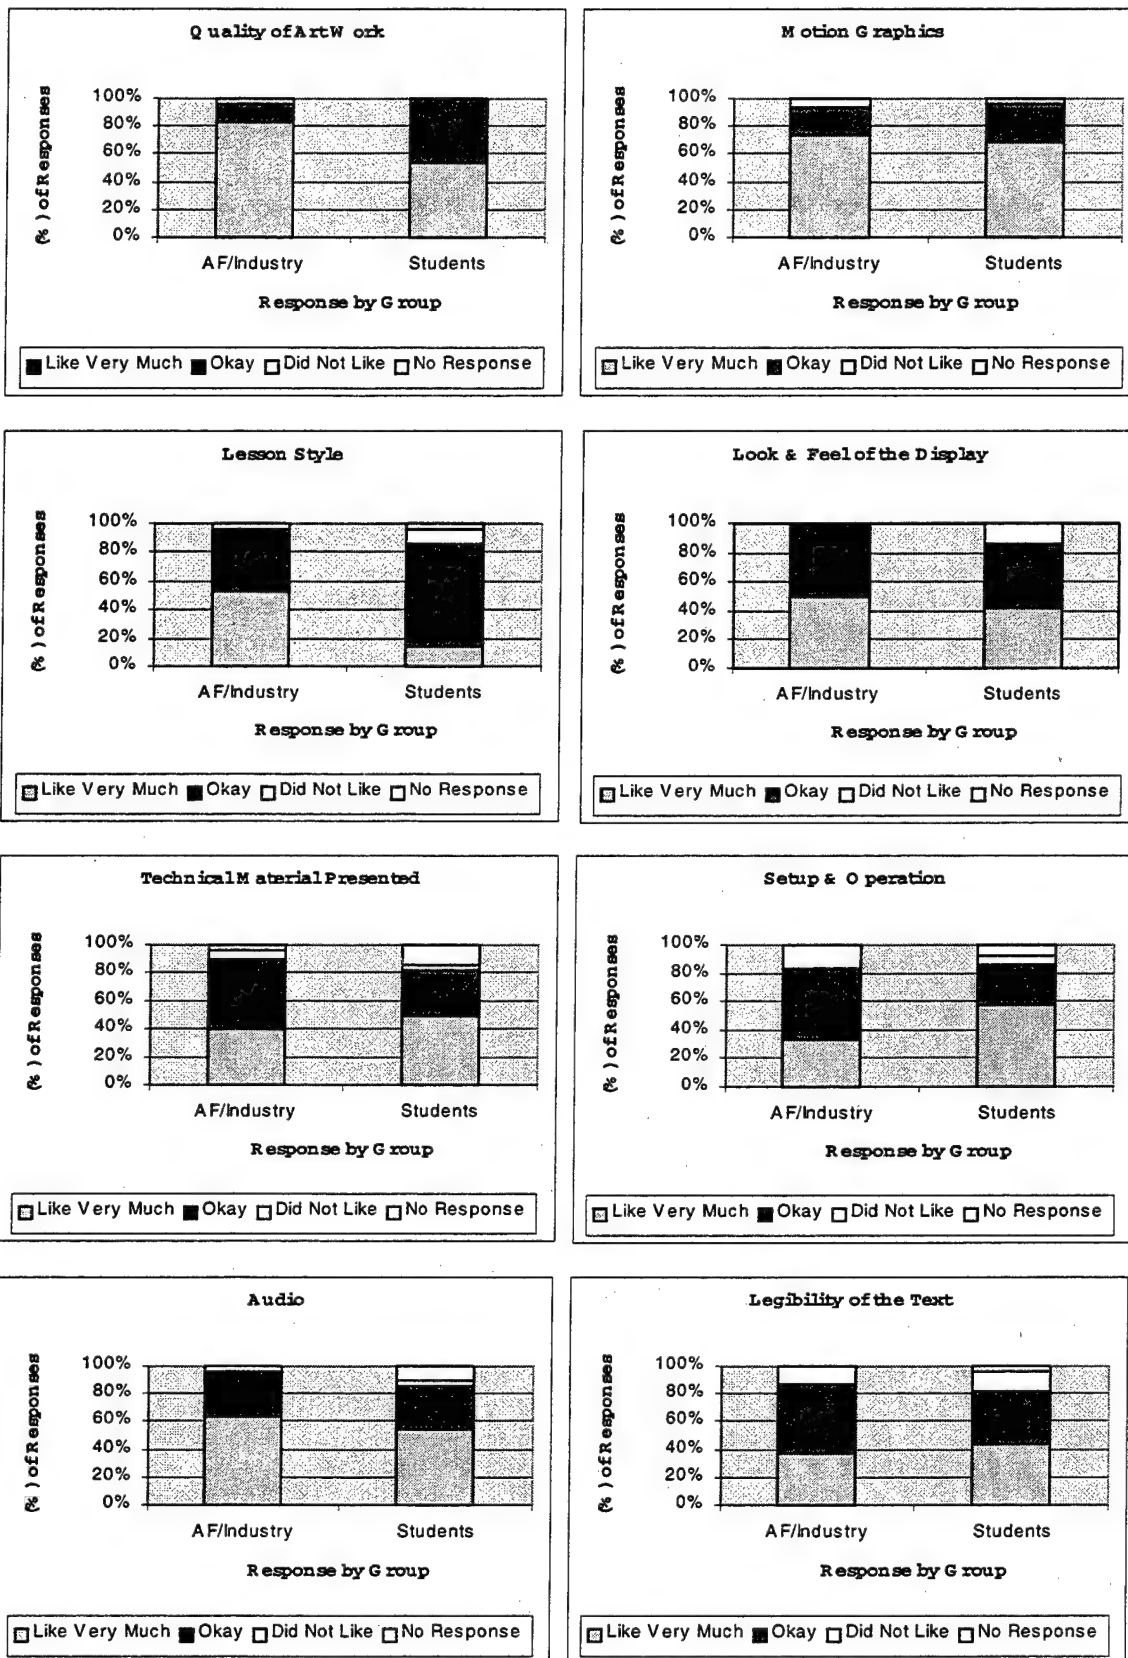 Quality of Art Work
(%) of Responses
100%
80%
60%
40%
20%
0%
AF/Industry Students
Response by Group
Like Very Much Okay Did Not Like No Response
Motion Graphics
(%) of Responses
100%
80%
60%
40%
20%
0%
AF/Industry Students
Response by Group
Like Very Much Okay Did Not Like No Response
Lesson Style
(%) of Responses
100%
80%
60%
40%
20%
0%
AF/Industry Students
Response by Group
Like Very Much Okay Did Not Like No Response
Look & Feel of the Display
(%) of Responses
100%
80%
60%
40%
20%
0%
AF/Industry Students
Response by Group
Like Very Much Okay Did Not Like No Response
Technical Material Presented
(%) of Responses
100%
80%
60%
40%
20%
0%
AF/Industry Students
Response by Group
Like Very Much Okay Did Not Like No Response
Setup & Operation
(%) of Responses
100%
80%
60%
40%
20%
0%
AF/Industry Students
Response by Group
Like Very Much Okay Did Not Like No Response
Audio
(%) of Responses
100%
80%
60%
40%
20%
0%
AF/Industry Students
Response by Group
Like Very Much Okay Did Not Like No Response
Legibility of the Text
(%) of Responses
100%
80%
60%
40%
20%
0%
AF/Industry Students
Response by Group
Like Very Much Okay Did Not Like No Response